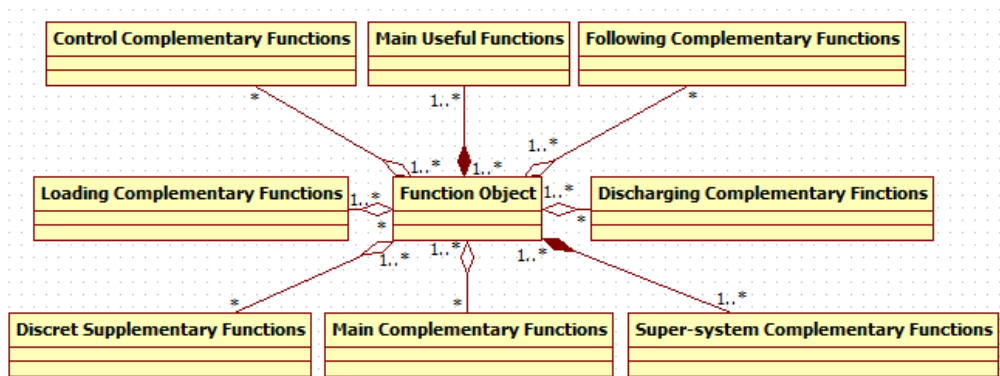 Control Complementary Functions
Main Useful Functions
Following Complementary Functions
*
1..*
*
1..*
1..*
1..*
Loading Complementary Functions
1..*
*
Function Object
1..*
*
Discharging Complementary Finctions
1..*
1..*
1..*
*
*
1..*
Discret Supplementary Functions
Main Complementary Functions
Super-system Complementary Functions